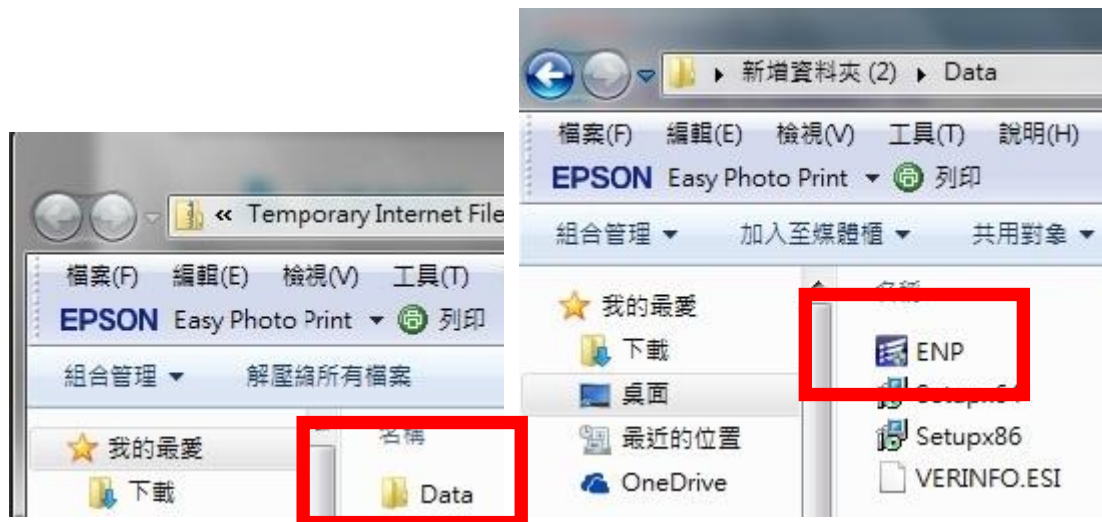 « Temporary Internet File
檔案(F) 編輯(E) 檢視(V) 工具(T)
EPSON Easy Photo Print 列印
組合管理 解壓縮所有檔案
我的最愛
名稱
下載
Data
新增資料夾 (2) Data
檔案(F) 編輯(E) 檢視(V) 工具(T) 說明(H)
EPSON Easy Photo Print 列印
組合管理 加入至媒體櫃 共用對象
名稱
我的最愛
下載
ENP
桌面
Setupx64
最近的位置
Setupx86
OneDrive
VERINFO.ESI